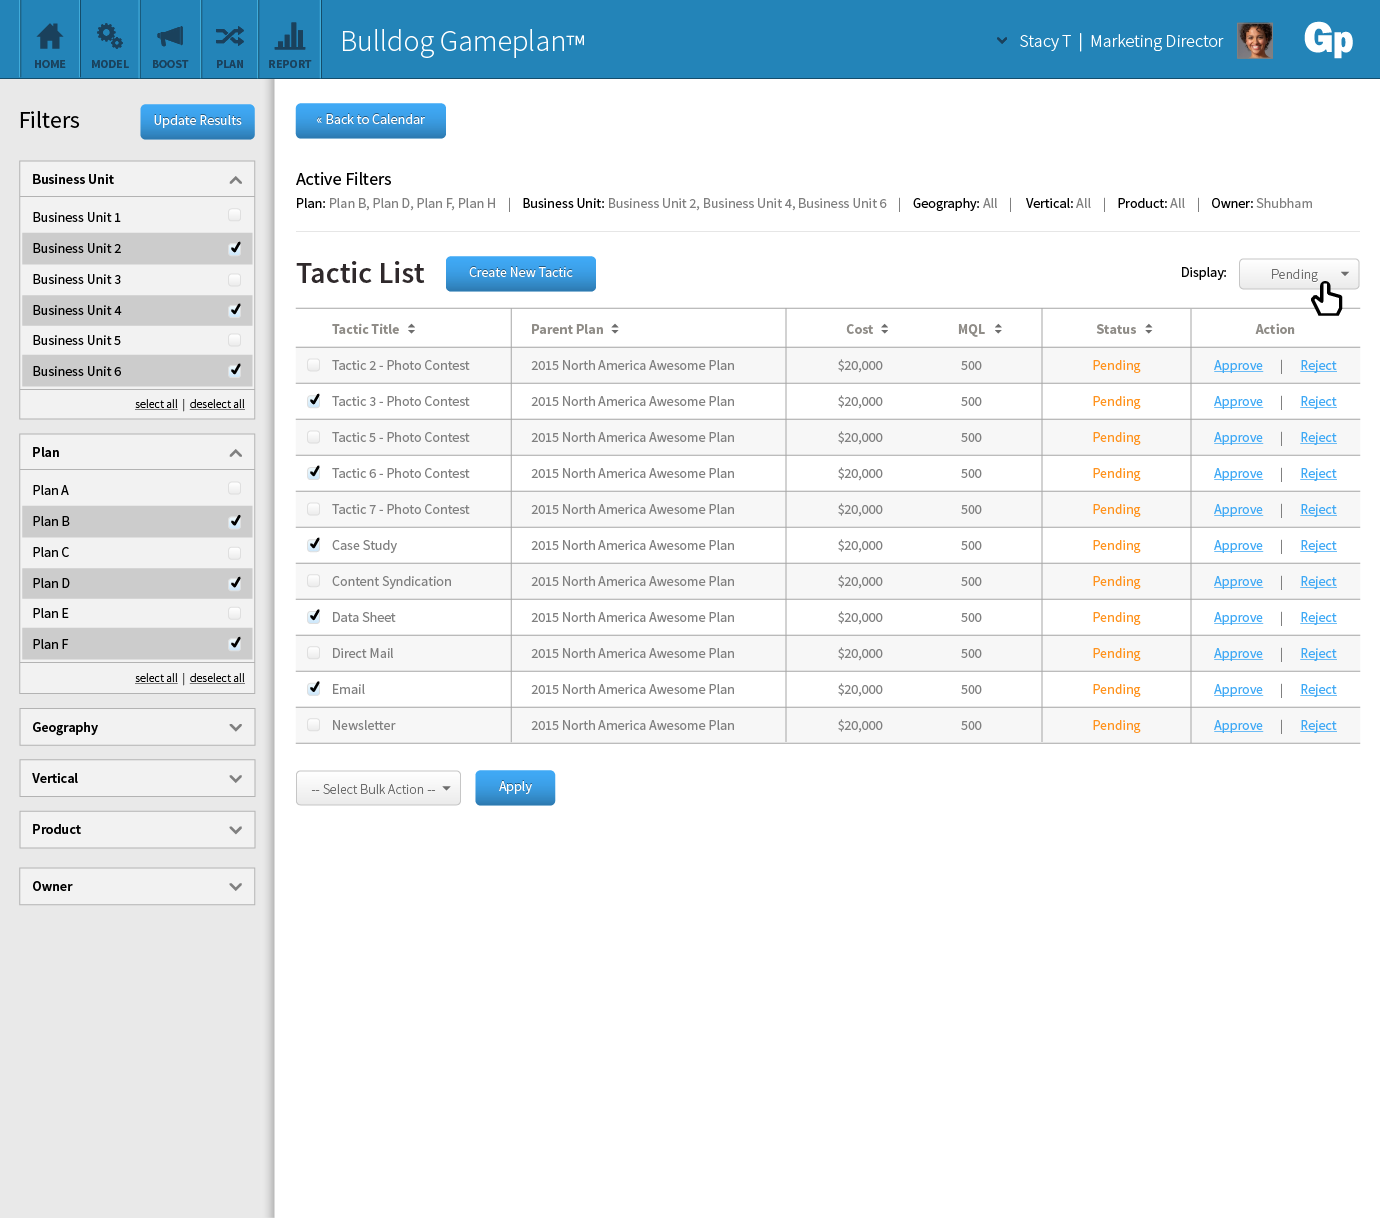 HOME MODEL BOOST PLAN REPORT
Bulldog Gameplan™
Stacy T | Marketing Director
Gp
Filters
Update Results
Business Unit
Business Unit 1
Business Unit 2
Business Unit 3
Business Unit 4
Business Unit 5
Business Unit 6
select all | deselect all
Plan
Plan A
Plan B
Plan C
Plan D
Plan E
Plan F
select all | deselect all
Geography
Vertical
Product
Owner
« Back to Calendar
Active Filters
Plan: Plan B, Plan D, Plan F, Plan H | Business Unit: Business Unit 2, Business Unit 4, Business Unit 6 | Geography: All | Vertical: All | Product: All | Owner: Shubham
Tactic List
Create New Tactic
Display: Pending
Tactic Title Parent Plan Cost MQL Status Action
Tactic 2 - Photo Contest 2015 North America Awesome Plan $20,000 500 Pending Approve | Reject
Tactic 3 - Photo Contest 2015 North America Awesome Plan $20,000 500 Pending Approve | Reject
Tactic 5 - Photo Contest 2015 North America Awesome Plan $20,000 500 Pending Approve | Reject
Tactic 6 - Photo Contest 2015 North America Awesome Plan $20,000 500 Pending Approve | Reject
Tactic 7 - Photo Contest 2015 North America Awesome Plan $20,000 500 Pending Approve | Reject
Case Study 2015 North America Awesome Plan $20,000 500 Pending Approve | Reject
Content Syndication 2015 North America Awesome Plan $20,000 500 Pending Approve | Reject
Data Sheet 2015 North America Awesome Plan $20,000 500 Pending Approve | Reject
Direct Mail 2015 North America Awesome Plan $20,000 500 Pending Approve | Reject
Email 2015 North America Awesome Plan $20,000 500 Pending Approve | Reject
Newsletter 2015 North America Awesome Plan $20,000 500 Pending Approve | Reject
-- Select Bulk Action -- Apply